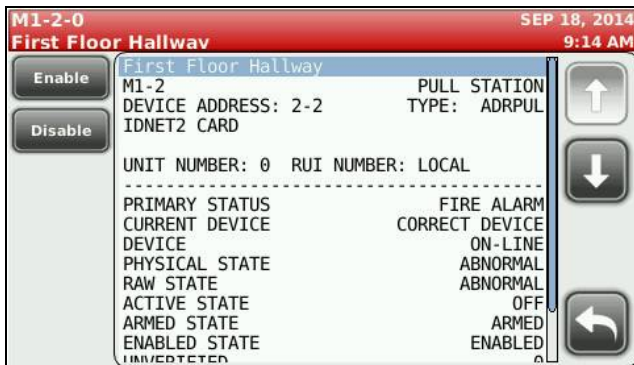 M1-2-0 SEP 18, 2014
First Floor Hallway 9:14 AM
Enable
Disable
First Floor Hallway
M1-2 PULL STATION
DEVICE ADDRESS: 2-2 TYPE: ADRPUL
IDNET2 CARD
UNIT NUMBER: 0 RUI NUMBER: LOCAL
----------------------------------------
PRIMARY STATUS FIRE ALARM
CURRENT DEVICE CORRECT DEVICE
DEVICE ON-LINE
PHYSICAL STATE ABNORMAL
RAW STATE ABNORMAL
ACTIVE STATE OFF
ARMED STATE ARMED
ENABLED STATE ENABLED
UNVERIFIED 0